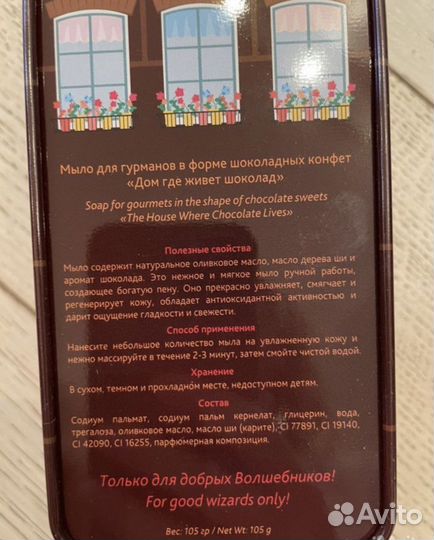 Мыло для гурманов в форме шоколадных конфет
«Дом где живет шоколад»
Soap for gourmets in the shape of chocolate sweets
«The House Where Chocolate Lives»
Полезные свойства
Мыло содержит натуральное оливковое масло, масло дерева ши и
аромат шоколада. Это нежное и мягкое мыло ручной работы,
создающее богатую пену. Оно прекрасно увлажняет, смягчает и
регенерирует кожу, обладает антиоксидантной активностью и
дарит ощущение гладкости и свежести.
Способ применения
Нанесите небольшое количество мыла на увлажненную кожу и
нежно массируйте в течение 2-3 минут, затем смойте чистой водой.
Хранение
В сухом, темном и прохладном месте, недоступном детям.
Состав
Содиум пальмат, содиум пальм кернелат, глицерин, вода,
трегалоза, оливковое масло, масло ши (карите), CI 77891, CI 19140,
CI 42090, CI 16255, парфюмерная композиция.
Только для добрых Волшебников!
For good wizards only!
Вес: 105 гр / Net Wt: 105 g
Avito